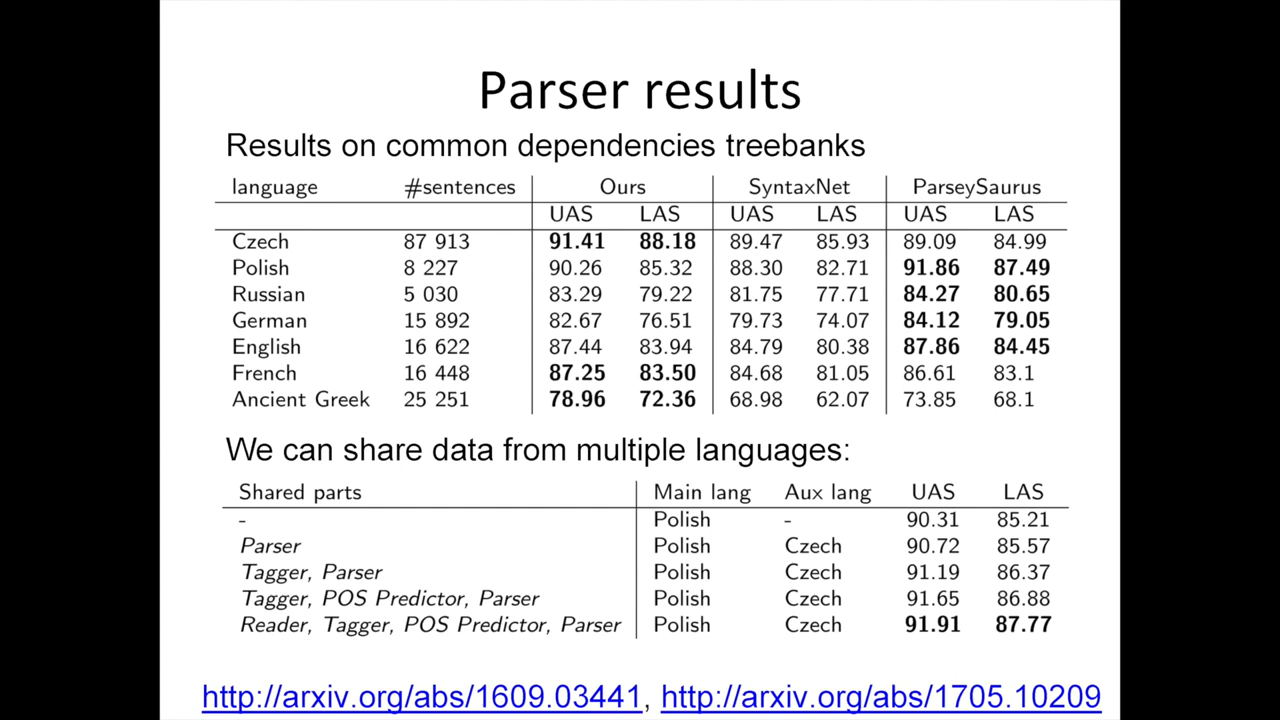 Parser results
Results on common dependencies treebanks
language #sentences Ours SyntaxNet ParseySaurus
UAS LAS UAS LAS UAS LAS
Czech 87 913 91.41 88.18 89.47 85.93 89.09 84.99
Polish 8 227 90.26 85.32 88.30 82.71 91.86 87.49
Russian 5 030 83.29 79.22 81.75 77.71 84.27 80.65
German 15 892 82.67 76.51 79.73 74.07 84.12 79.05
English 16 622 87.44 83.94 84.79 80.38 87.86 84.45
French 16 448 87.25 83.50 84.68 81.05 86.61 83.1
Ancient Greek 25 251 78.96 72.36 68.98 62.07 73.85 68.1
We can share data from multiple languages:
Shared parts Main lang Aux lang UAS LAS
- Polish - 90.31 85.21
Parser Polish Czech 90.72 85.57
Tagger, Parser Polish Czech 91.19 86.37
Tagger, POS Predictor, Parser Polish Czech 91.65 86.88
Reader, Tagger, POS Predictor, Parser Polish Czech 91.91 87.77
http://arxiv.org/abs/1609.03441, http://arxiv.org/abs/1705.10209